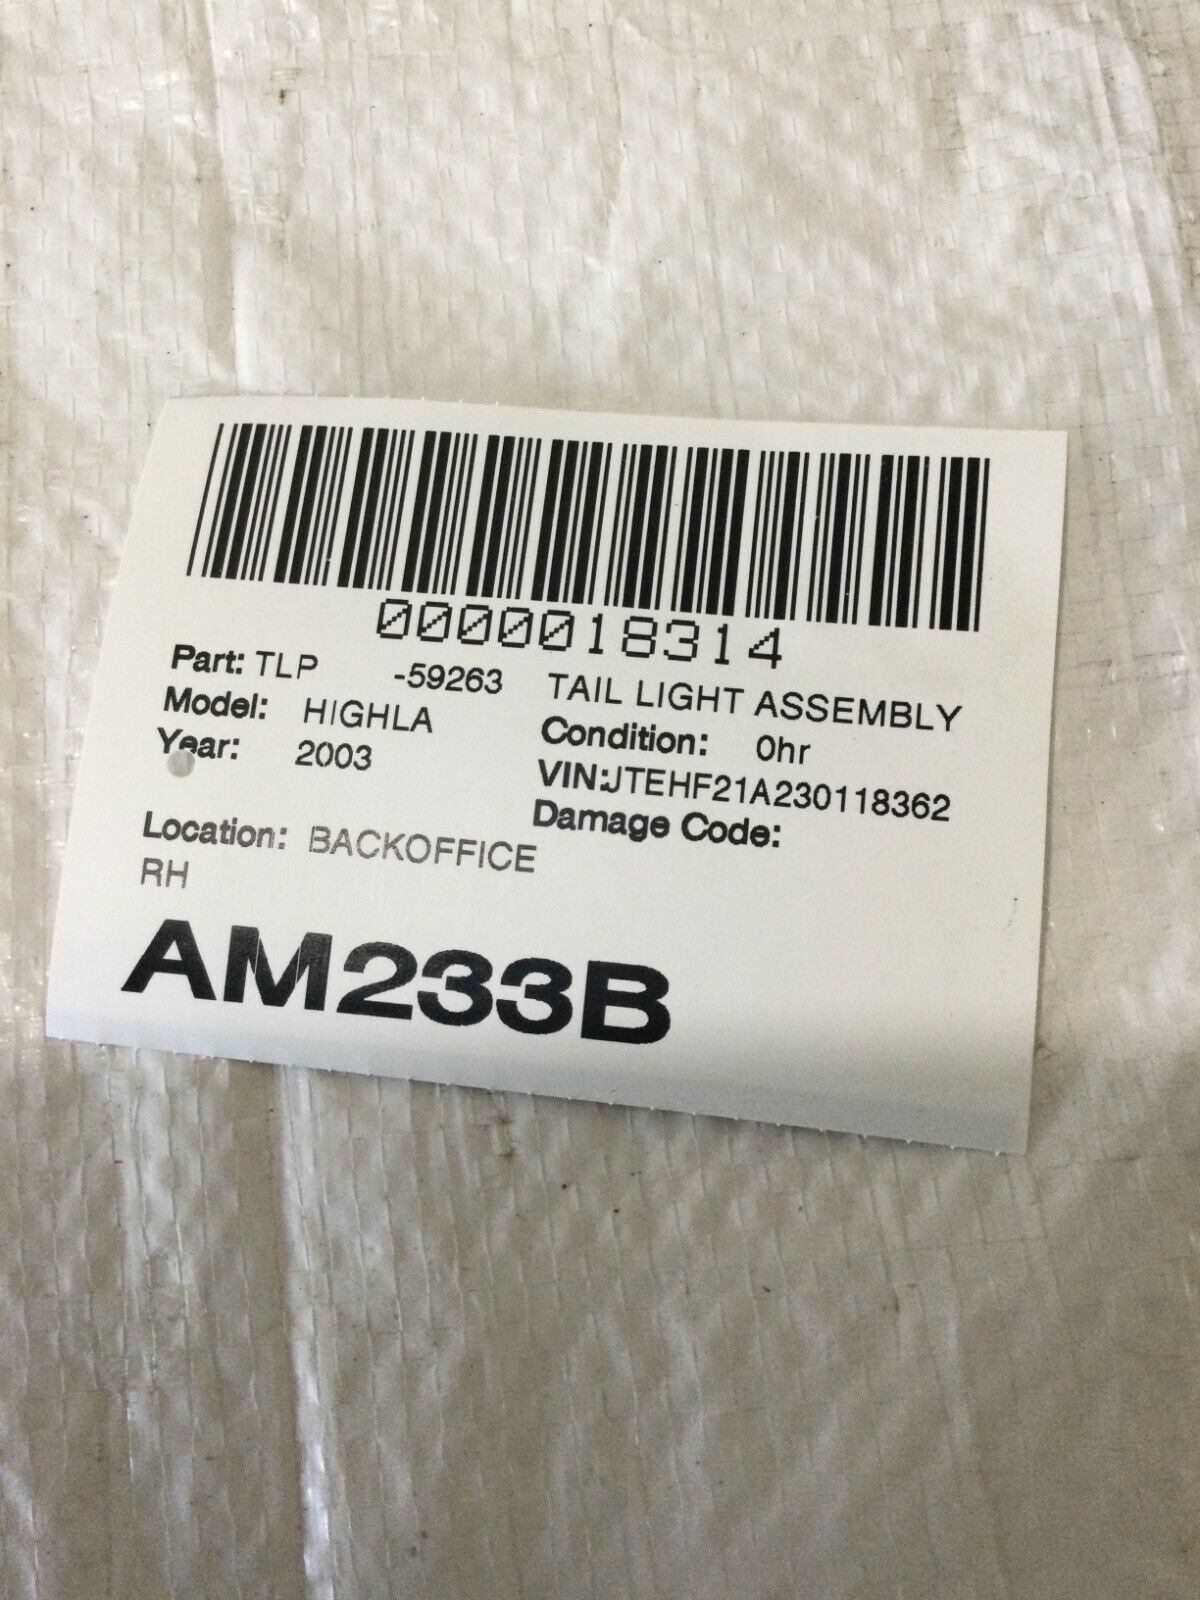 0000018314
Part: TLP -59263 TAIL LIGHT ASSEMBLY
Model: HIGHLA Condition: 0hr
Year: 2003 VIN:JTEHF21A230118362
Damage Code:
Location: BACKOFFICE
RH
AM233B